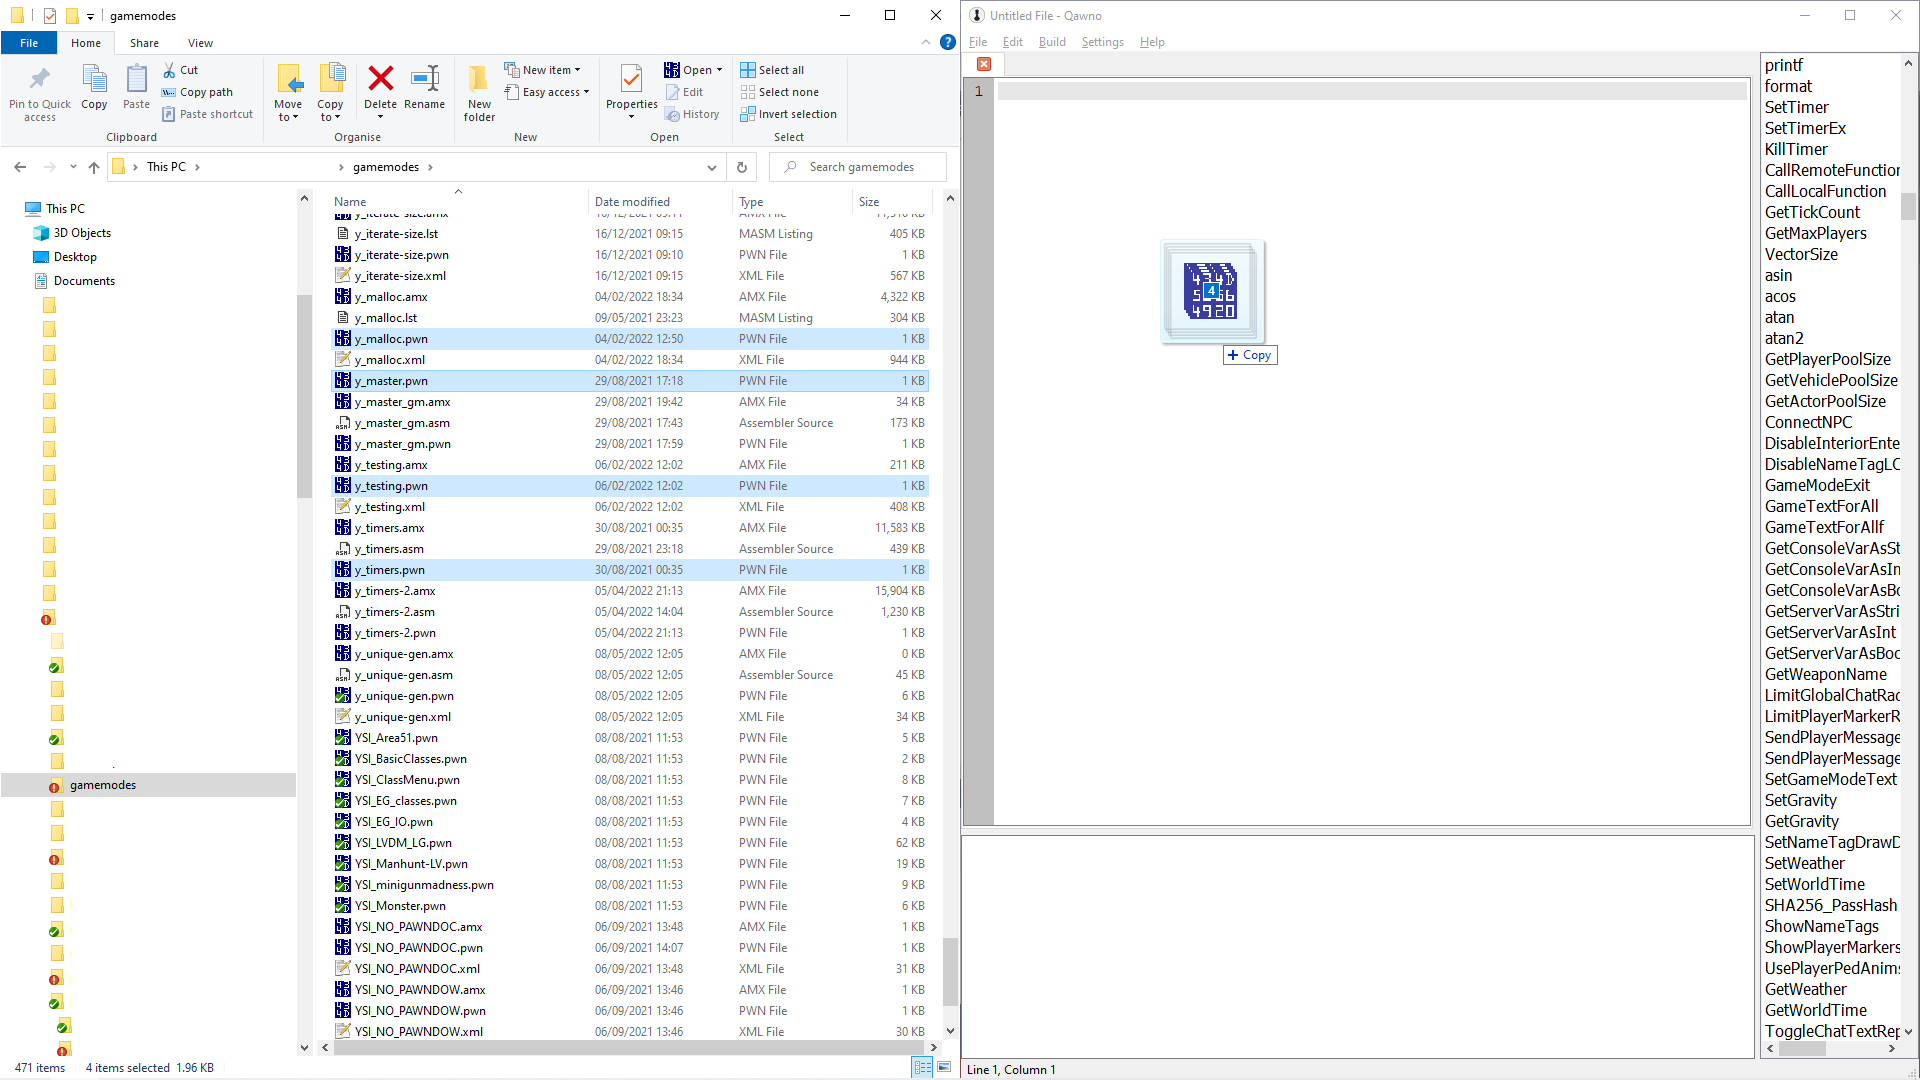 gamemodes
File Home Share View
Pin to Quick access
Copy
Paste
Cut
Copy path
Paste shortcut
Clipboard
Move to
Copy to
Delete
Rename
Organise
New folder
New item
Easy access
New
Properties
Open
Edit
History
Open
Select all
Select none
Invert selection
Select
This PC
gamemodes
Search gamemodes
This PC
3D Objects
Desktop
Documents
gamemodes
Name Date modified Type Size
y_iterate-size.amx 16/12/2021 09:11 AMX File 11,516 KB
y_iterate-size.lst 16/12/2021 09:15 MASM Listing 405 KB
y_iterate-size.pwn 16/12/2021 09:10 PWN File 1 KB
y_iterate-size.xml 16/12/2021 09:15 XML File 567 KB
y_malloc.amx 04/02/2022 18:34 AMX File 4,322 KB
y_malloc.lst 09/05/2021 23:23 MASM Listing 304 KB
y_malloc.pwn 04/02/2022 12:50 PWN File 1 KB
y_malloc.xml 04/02/2022 18:34 XML File 944 KB
y_master.pwn 29/08/2021 17:18 PWN File 1 KB
y_master_gm.amx 29/08/2021 19:42 AMX File 34 KB
y_master_gm.asm 29/08/2021 17:43 Assembler Source 173 KB
y_master_gm.pwn 29/08/2021 17:59 PWN File 1 KB
y_testing.amx 06/02/2022 12:02 AMX File 211 KB
y_testing.pwn 06/02/2022 12:02 PWN File 1 KB
y_testing.xml 06/02/2022 12:02 XML File 408 KB
y_timers.amx 30/08/2021 00:35 AMX File 11,583 KB
y_timers.asm 29/08/2021 23:18 Assembler Source 439 KB
y_timers.pwn 30/08/2021 00:35 PWN File 1 KB
y_timers-2.amx 05/04/2022 21:13 AMX File 15,904 KB
y_timers-2.asm 05/04/2022 14:04 Assembler Source 1,230 KB
y_timers-2.pwn 05/04/2022 21:13 PWN File 1 KB
y_unique-gen.amx 08/05/2022 12:05 AMX File 0 KB
y_unique-gen.asm 08/05/2022 12:05 Assembler Source 45 KB
y_unique-gen.pwn 08/05/2022 12:05 PWN File 6 KB
y_unique-gen.xml 08/05/2022 12:05 XML File 34 KB
YSI_Area51.pwn 08/08/2021 11:53 PWN File 5 KB
YSI_BasicClasses.pwn 08/08/2021 11:53 PWN File 2 KB
YSI_ClassMenu.pwn 08/08/2021 11:53 PWN File 8 KB
YSI_EG_classes.pwn 08/08/2021 11:53 PWN File 7 KB
YSI_EG_IO.pwn 08/08/2021 11:53 PWN File 4 KB
YSI_LVDM_LG.pwn 08/08/2021 11:53 PWN File 62 KB
YSI_Manhunt-LV.pwn 08/08/2021 11:53 PWN File 19 KB
YSI_minigunmadness.pwn 08/08/2021 11:53 PWN File 9 KB
YSI_Monster.pwn 08/08/2021 11:53 PWN File 6 KB
YSI_NO_PAWNDOC.amx 06/09/2021 13:48 AMX File 1 KB
YSI_NO_PAWNDOC.pwn 06/09/2021 14:07 PWN File 1 KB
YSI_NO_PAWNDOC.xml 06/09/2021 13:48 XML File 31 KB
YSI_NO_PAWNDOW.amx 06/09/2021 13:46 AMX File 1 KB
YSI_NO_PAWNDOW.pwn 06/09/2021 13:46 PWN File 1 KB
YSI_NO_PAWNDOW.xml 06/09/2021 13:46 XML File 30 KB
471 items 4 items selected 1.96 KB
Untitled File - Qawno
File Edit Build Settings Help
1
4
4920
+ Copy
printf
format
SetTimer
SetTimerEx
KillTimer
CallRemoteFunction
CallLocalFunction
GetTickCount
GetMaxPlayers
VectorSize
asin
acos
atan
atan2
GetPlayerPoolSize
GetVehiclePoolSize
GetActorPoolSize
ConnectNPC
DisableInteriorEnte
DisableNameTagLO
GameModeExit
GameTextForAll
GameTextForAllf
GetConsoleVarAsSt
GetConsoleVarAsIn
GetConsoleVarAsBo
GetServerVarAsStri
GetServerVarAsInt
GetServerVarAsBoo
GetWeaponName
LimitGlobalChatRad
LimitPlayerMarkerR
SendPlayerMessage
SendPlayerMessage
SetGameModeText
SetGravity
GetGravity
SetNameTagDrawD
SetWeather
SetWorldTime
SHA256_PassHash
ShowNameTags
ShowPlayerMarkers
UsePlayerPedAnims
GetWeather
GetWorldTime
ToggleChatTextRep
Line 1, Column 1